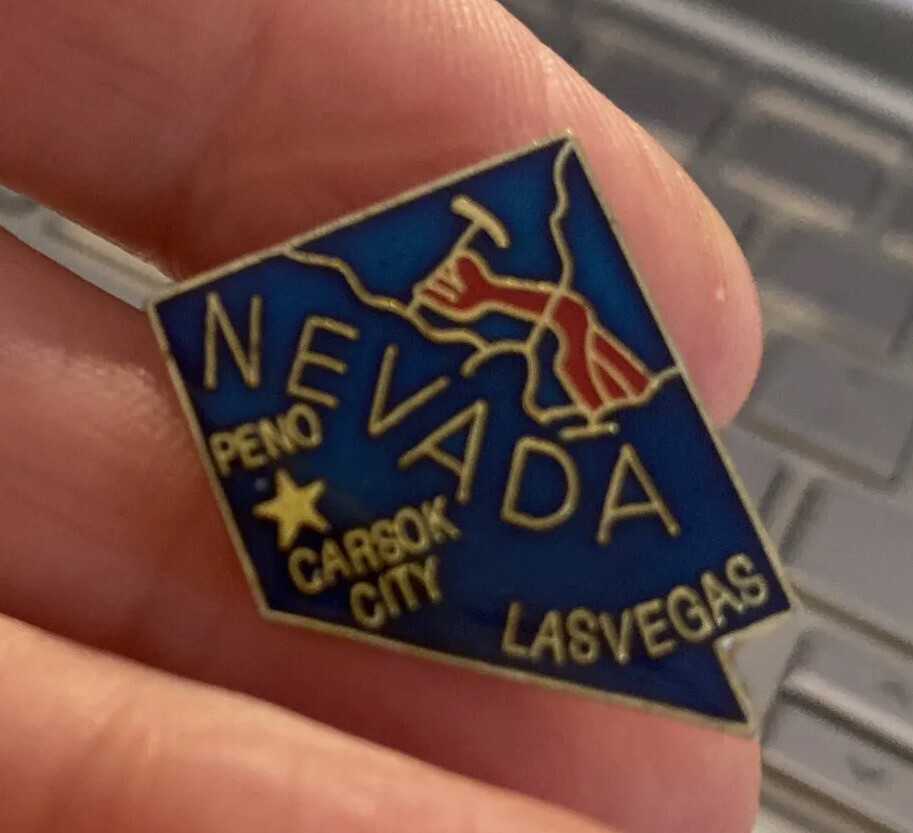 NEVADA
PENO
CARSOK
CITY
LASVEGAS